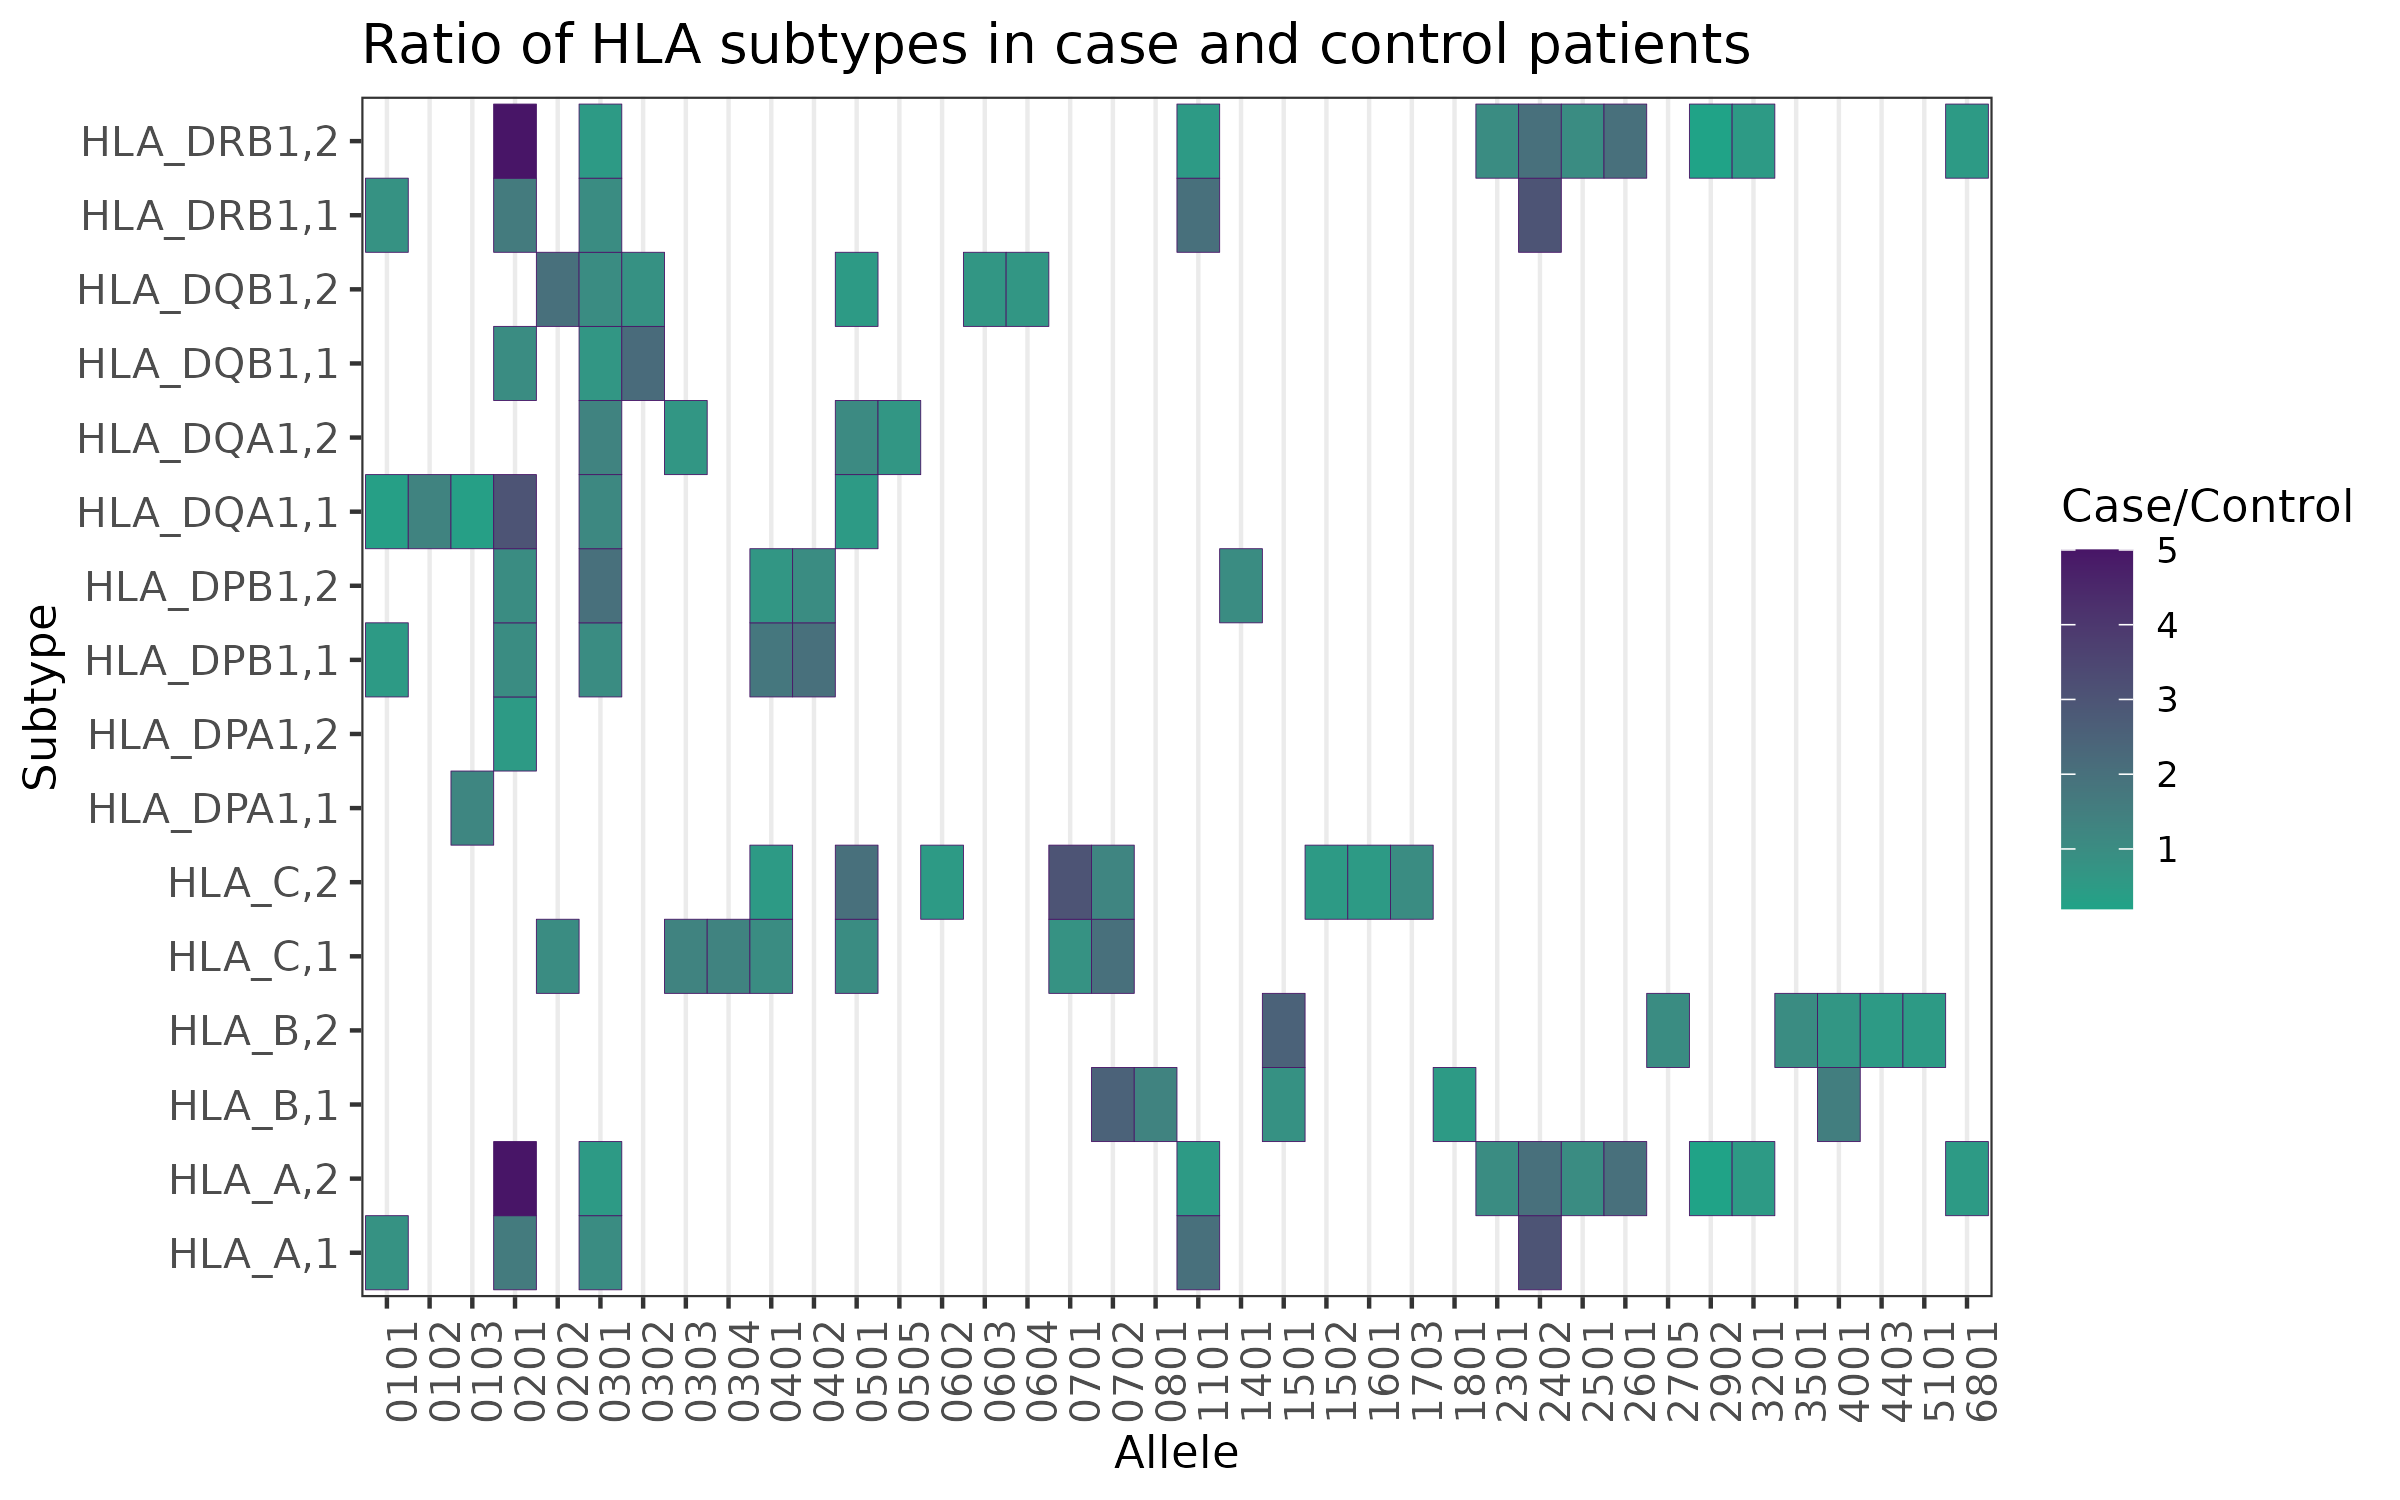 Ratio of HLA subtypes in case and control patients
Subtype
HLA_DRB1,2
HLA_DRB1,1
HLA_DQB1,2
HLA_DQB1,1
HLA_DQA1,2
HLA_DQA1,1
HLA_DPB1,2
HLA_DPB1,1
HLA_DPA1,2
HLA_DPA1,1
HLA_C,2
HLA_C,1
HLA_B,2
HLA_B,1
HLA_A,2
HLA_A,1
0101
0102
0103
0201
0202
0301
0302
0303
0304
0401
0402
0501
0505
0602
0603
0604
0701
0702
0801
1101
1401
1501
1502
1601
1703
1801
2301
2402
2501
2601
2705
2902
3201
3501
4001
4403
5101
6801
Allele
Case/Control
5
4
3
2
1